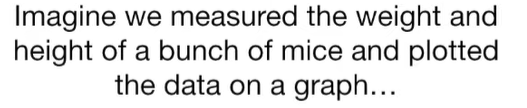 Imagine we measured the weight and
height of a bunch of mice and plotted
the data on a graph...